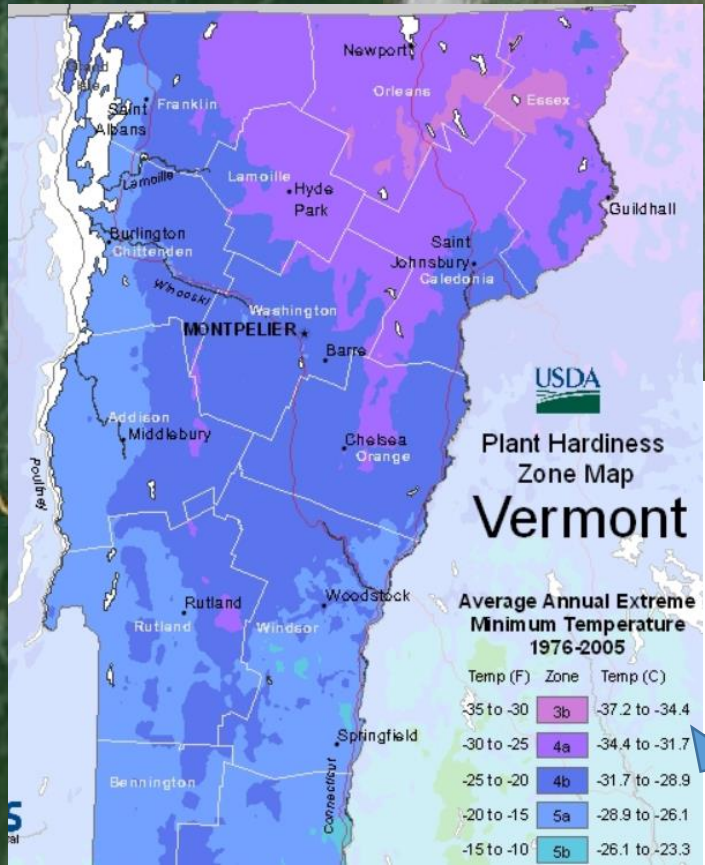 Newport
Orleans
Essex
Grand
Isle
Franklin
Saint
Albans
Lamoille
Lamoille
Hyde
Park
Guildhall
Burlington
Chittenden
Saint
Johnsbury
Caledonia
Winooski
Washington
MONTPELIER
Barre
Addison
Middlebury
Chelsea
Orange
Poultney
Rutland
Rutland
Woodstock
Windsor
Springfield
Bennington
Connecticut
USDA
Plant Hardiness
Zone Map
Vermont
Average Annual Extreme
Minimum Temperature
1976-2005
Temp (F) Zone Temp (C)
-35 to -30 3b -37.2 to -34.4
-30 to -25 4a -34.4 to -31.7
-25 to -20 4b -31.7 to -28.9
-20 to -15 5a -28.9 to -26.1
-15 to -10 5b -26.1 to -23.3